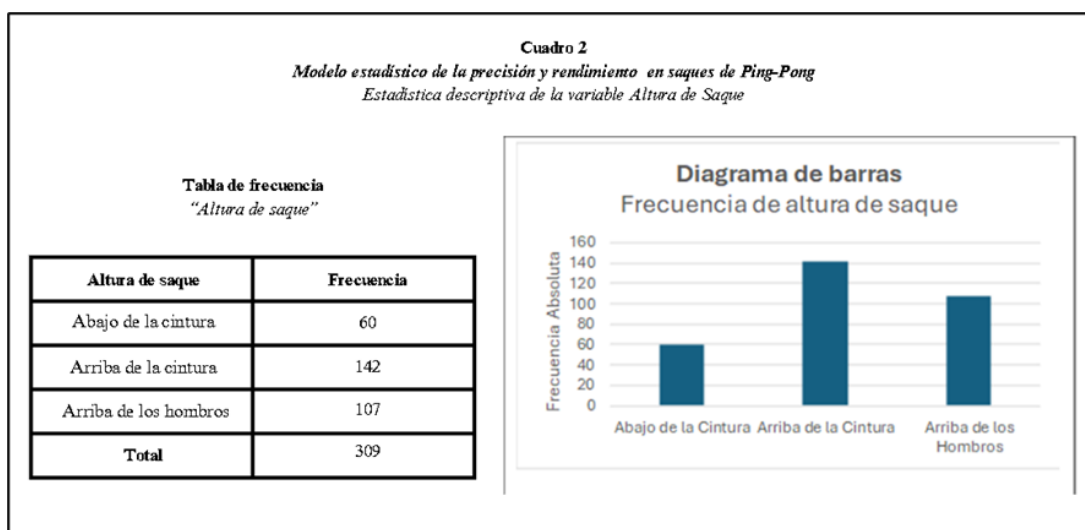 Cuadro 2
Modelo estadístico de la precisión y rendimiento en saques de Ping-Pong
Estadística descriptiva de la variable Altura de Saque
Tabla de frecuencia
“Altura de saque”
Altura de saque Frecuencia
Abajo de la cintura 60
Arriba de la cintura 142
Arriba de los hombros 107
Total 309
Diagrama de barras
Frecuencia de altura de saque
Frecuencia Absoluta
160
140
120
100
80
60
40
20
0
Abajo de la Cintura Arriba de la Cintura Arriba de los
Hombros